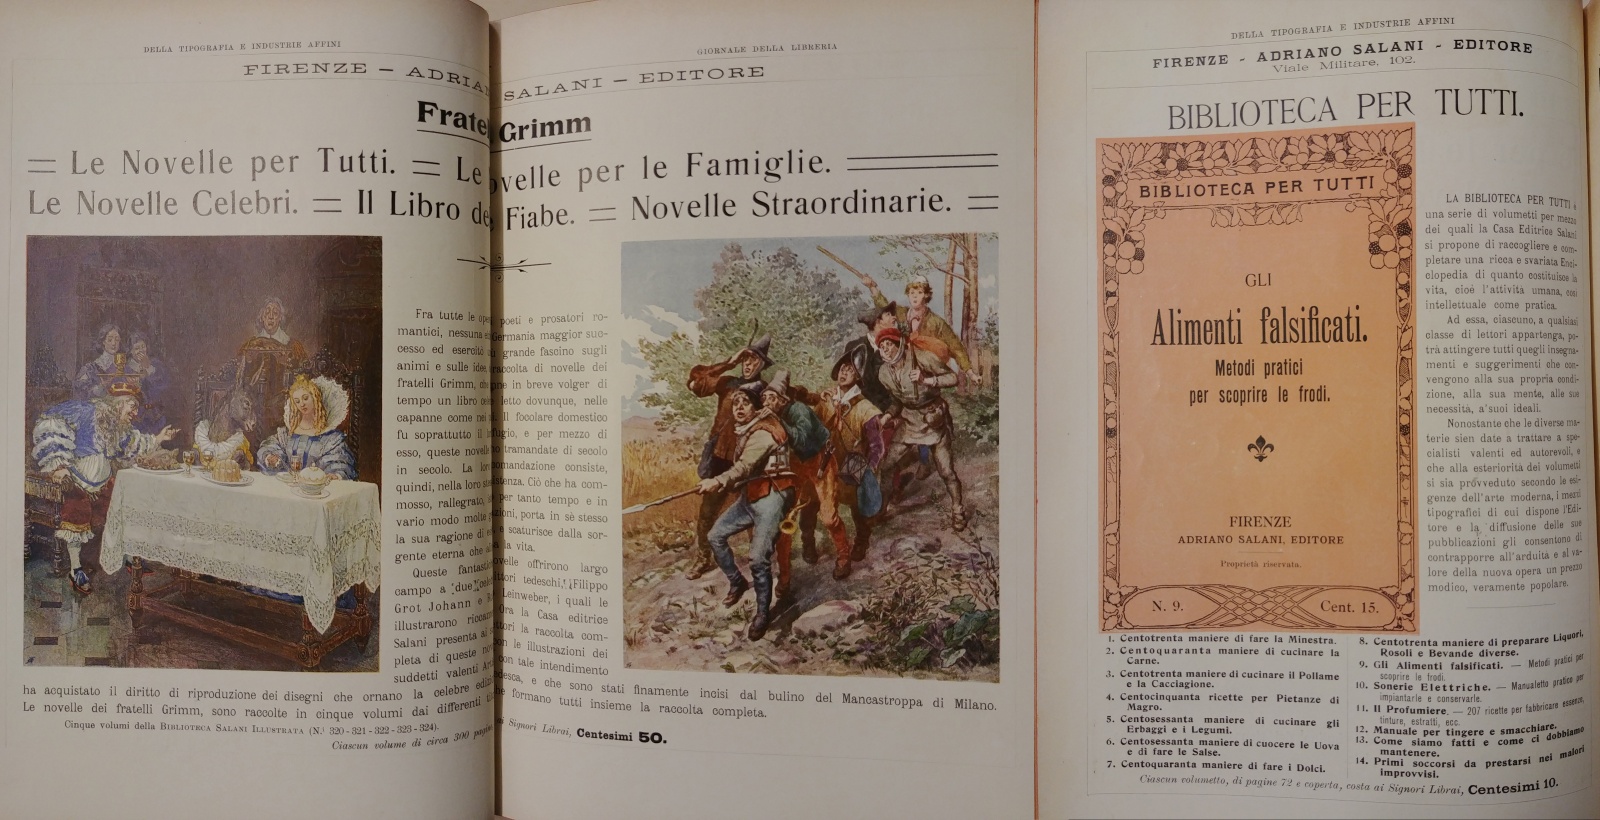 DELLA TIPOGRAFIA E INDUSTRIE AFFINI
GIORNALE DELLA LIBRERIA
FIRENZE — ADRIANO SALANI — EDITORE
Fratelli Grimm
Le Novelle per Tutti. = Le Novelle per le Famiglie.
Le Novelle Celebri. = Il Libro delle Fiabe. = Novelle Straordinarie.
Fra tutte le poeti e prosatori ro-
mantici, nessuna Germania maggior suc-
cesso ed esercitò grande fascino sugli
animi e sulle idee, raccolta di novelle dei
fratelli Grimm, in breve volger di
tempo un libro letto dovunque, nelle
capanne come nei Il focolare domestico
fu soprattutto il e per mezzo di
esso, queste novelle tramandate di secolo
in secolo. La consiste,
quindi, nella loro Ciò che ha com-
mosso, rallegrato, per tanto tempo e in
vario modo molte porta in sè stesso
la sua ragione di scaturisce dalla sor-
gente eterna che la vita.
Queste offrirono largo
campo a due tedeschi, Filippo
Grot Johann e Leinweber, i quali le
illustrarono Ora la Casa editrice
Salani presenta la raccolta com-
pleta di queste le illustrazioni dei
suddetti valenti con tale intendimento
ha acquistato il diritto di riproduzione dei disegni che ornano la celebre e che sono stati finamente incisi dal bulino del Mancastroppa di Milano.
Le novelle dei fratelli Grimm, sono raccolte in cinque volumi dai differenti formano tutti insieme la raccolta completa.
Cinque volumi della BIBLIOTECA SALANI ILLUSTRATA (N.i 320-321-322-323-324).
Ciascun volume di circa 300 ai Signori Librai, Centesimi 50.
DELLA TIPOGRAFIA E INDUSTRIE AFFINI
FIRENZE - ADRIANO SALANI - EDITORE
Viale Militare, 102.
BIBLIOTECA PER TUTTI.
BIBLIOTECA PER TUTTI
GLI
Alimenti falsificati.
Metodi pratici
per scoprire le frodi.
FIRENZE
ADRIANO SALANI, EDITORE
Proprietà riservata.
N. 9.
Cent. 15.
LA BIBLIOTECA PER TUTTI è
una serie di volumetti per mezzo
dei quali la Casa Editrice Salani
si propone di raccogliere e com-
pletare una ricca e svariata Enci-
clopedia di quanto costituisce la
vita, cioè l'attività umana, così
intellettuale come pratica.
Ad essa, ciascuno, a qualsiasi
classe di lettori appartenga, po-
trà attingere tutti quegli insegna-
menti e suggerimenti che con-
vengono alla sua propria condi-
zione, alla sua mente, alle sue
necessità, a'suoi ideali.
Nonostante che le diverse ma-
terie sien date a trattare a spe-
cialisti valenti ed autorevoli, e
che alla esteriorità dei volumetti
si sia provveduto secondo le esi-
genze dell'arte moderna, i mezzi
tipografici di cui dispone l'Edi-
tore e la diffusione delle sue
pubblicazioni gli consentono di
contrapporre all'arduità e al va-
lore della nuova opera un prezzo
modico, veramente popolare.
1. Centotrenta maniere di fare la Minestra.
2. Centoquaranta maniere di cucinare la
Carne.
3. Centotrenta maniere di cucinare il Pollame
e la Cacciagione.
4. Centocinquanta ricette per Pietanze di
Magro.
5. Centosessanta maniere di cucinare gli
Erbaggi e i Legumi.
6. Centosessanta maniere di cuocere le Uova
e di fare le Salse.
7. Centoquaranta maniere di fare i Dolci.
8. Centotrenta maniere di preparare Liquori,
Rosoli e Bevande diverse.
9. Gli Alimenti falsificati. — Metodi pratici per
scoprire le frodi.
10. Sonerie Elettriche. — Manualetto pratico per
impiantarle e conservarle.
11. Il Profumiere. — 207 ricette per fabbricare essenze,
tinture, estratti, ecc.
12. Manuale per tingere e smacchiare.
13. Come siamo fatti e come ci dobbiamo
mantenere.
14. Primi soccorsi da prestarsi nei malori
improvvisi.
Ciascun volumetto, di pagine 72 e coperta, costa ai Signori Librai, Centesimi 10.